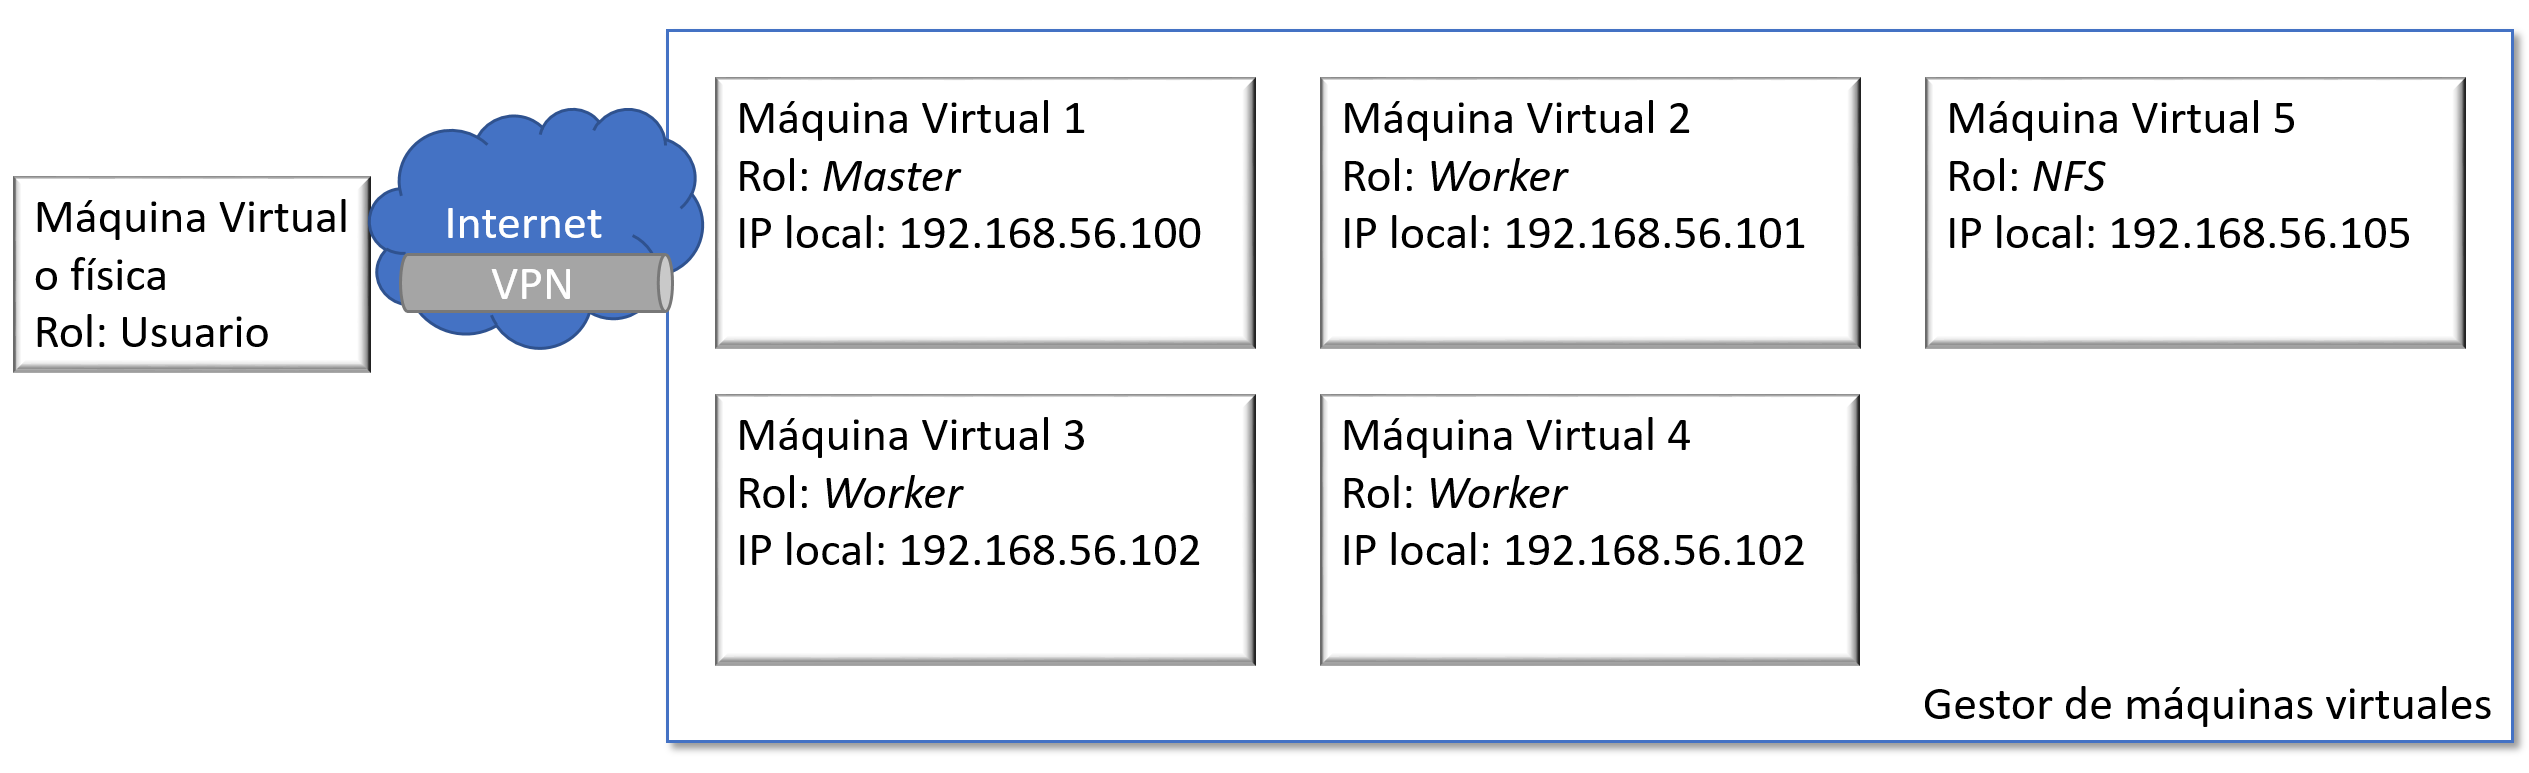 Máquina Virtual
o física
Rol: Usuario
Internet
VPN
Máquina Virtual 1
Rol: Master
IP local: 192.168.56.100
Máquina Virtual 2
Rol: Worker
IP local: 192.168.56.101
Máquina Virtual 5
Rol: NFS
IP local: 192.168.56.105
Máquina Virtual 3
Rol: Worker
IP local: 192.168.56.102
Máquina Virtual 4
Rol: Worker
IP local: 192.168.56.102
Gestor de máquinas virtuales